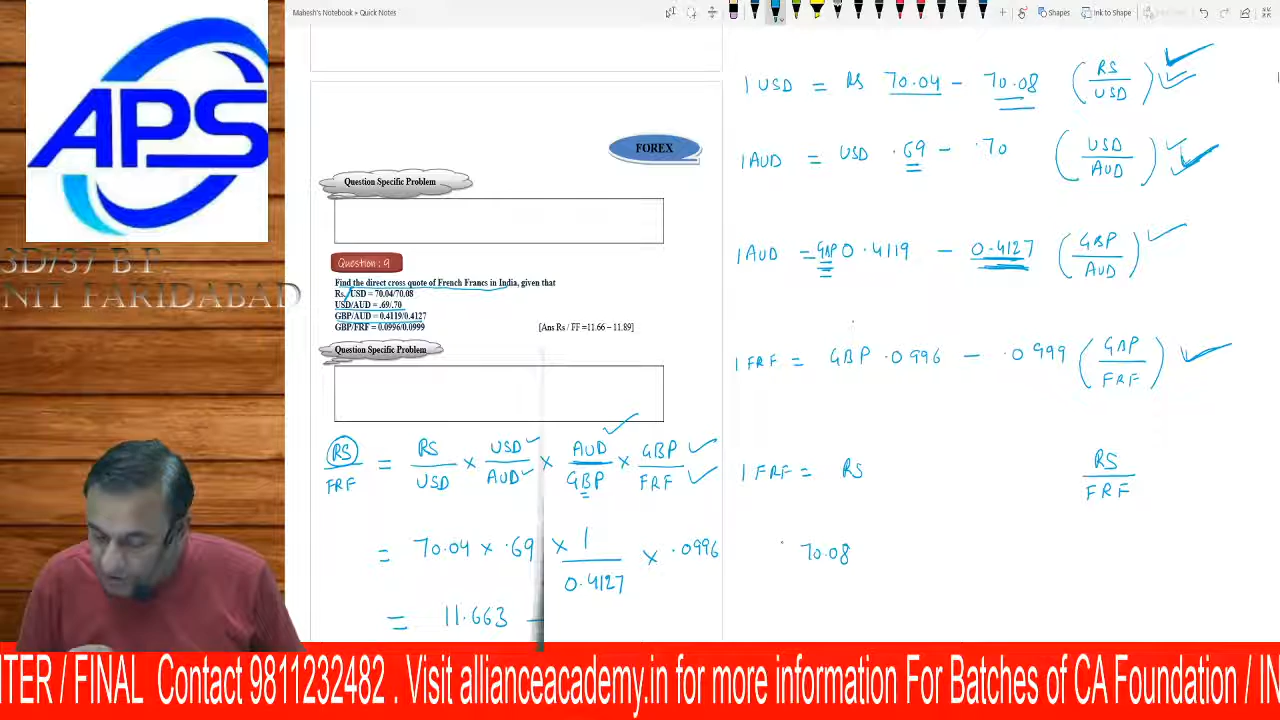 Mahesh's Notebook » Quick Notes
Shapes
Ink to Shape
APS
3D/37 B.P.
NIT FARIDABAD
FOREX
Question Specific Problem
Question : 9
Find the direct cross quote of French Francs in India, given that
Rs. /USD = 70.04/70.08
USD/AUD = .69/.70
GBP/AUD = 0.4119/0.4127
GBP/FRF = 0.0996/0.0999 [Ans Rs / FF =11.66 – 11.89]
Question Specific Problem
RS/FRF = RS/USD × USD/AUD × AUD/GBP × GBP/FRF
= 70.04 × .69 × 1/0.4127 × .0996
= 11.663 –
1 USD = RS 70.04 – 70.08 (RS/USD)
1 AUD = USD .69 – .70 (USD/AUD)
1 AUD = GBP 0.4119 – 0.4127 (GBP/AUD)
1 FRF = GBP .0996 – .0999 (GBP/FRF)
1 FRF = RS RS/FRF
70.08
NTER / FINAL Contact 9811232482 . Visit allianceacademy.in for more information For Batches of CA Foundation / IN